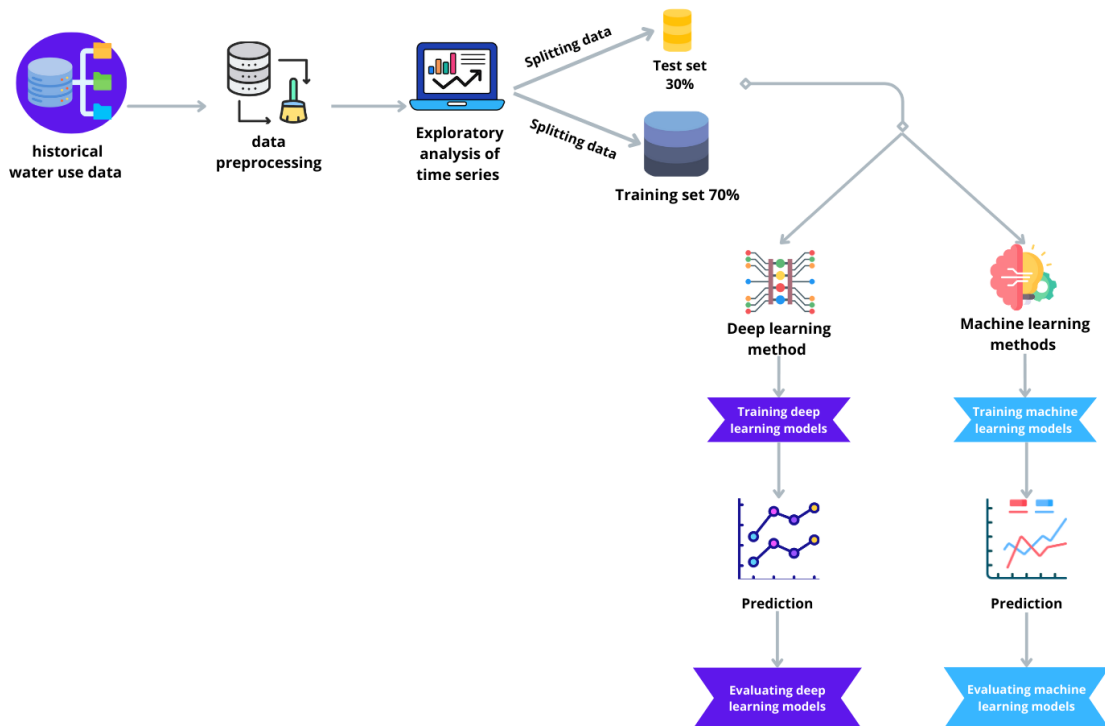 historical
water use data
data
preprocessing
Exploratory
analysis of
time series
Splitting data
Splitting data
Test set
30%
Training set 70%
Deep learning
method
Machine learning
methods
Training deep
learning models
Training machine
learning models
Prediction
Prediction
Evaluating deep
learning models
Evaluating machine
learning models